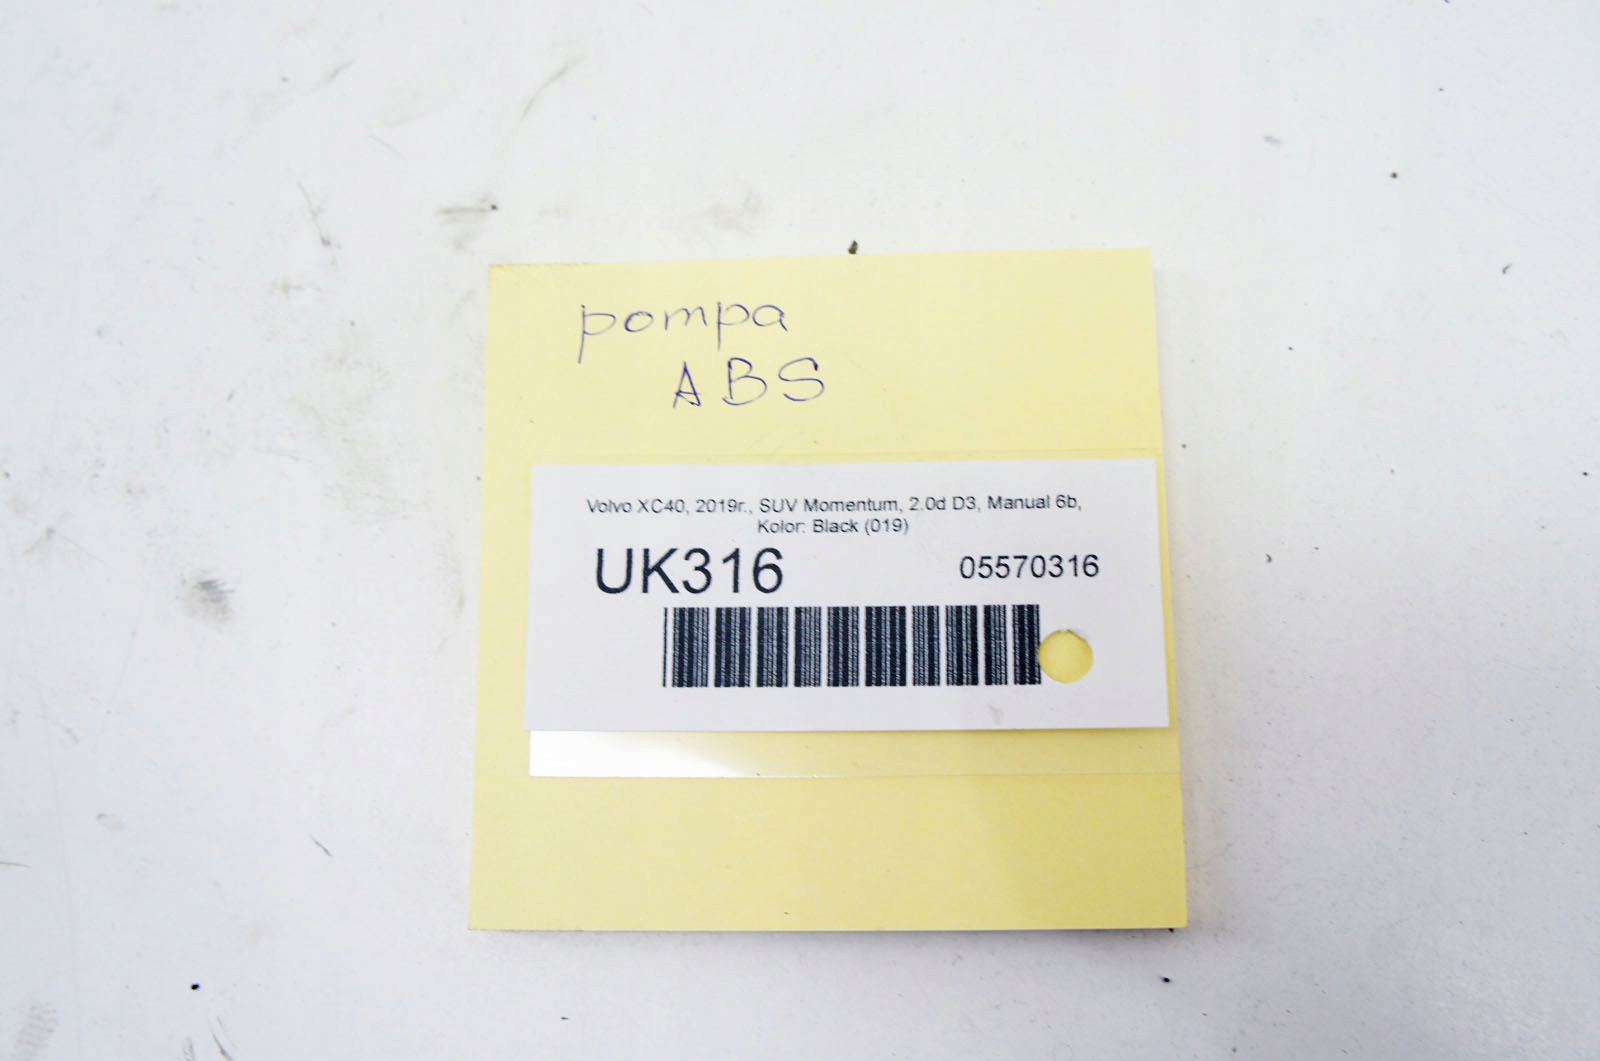 pompa
ABS
Volvo XC40, 2019r., SUV Momentum, 2.0d D3, Manual 6b,
Kolor: Black (019)
UK316 05570316